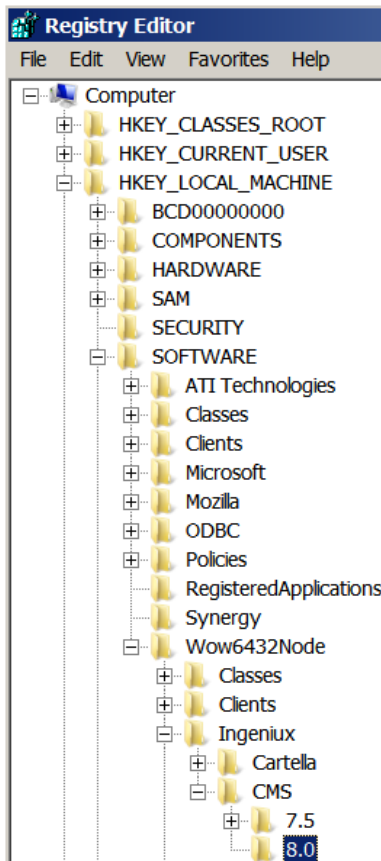 Registry Editor
File Edit View Favorites Help
Computer
HKEY_CLASSES_ROOT
HKEY_CURRENT_USER
HKEY_LOCAL_MACHINE
BCD00000000
COMPONENTS
HARDWARE
SAM
SECURITY
SOFTWARE
ATI Technologies
Classes
Clients
Microsoft
Mozilla
ODBC
Policies
RegisteredApplications
Synergy
Wow6432Node
Classes
Clients
Ingeniux
Cartella
CMS
7.5
8.0